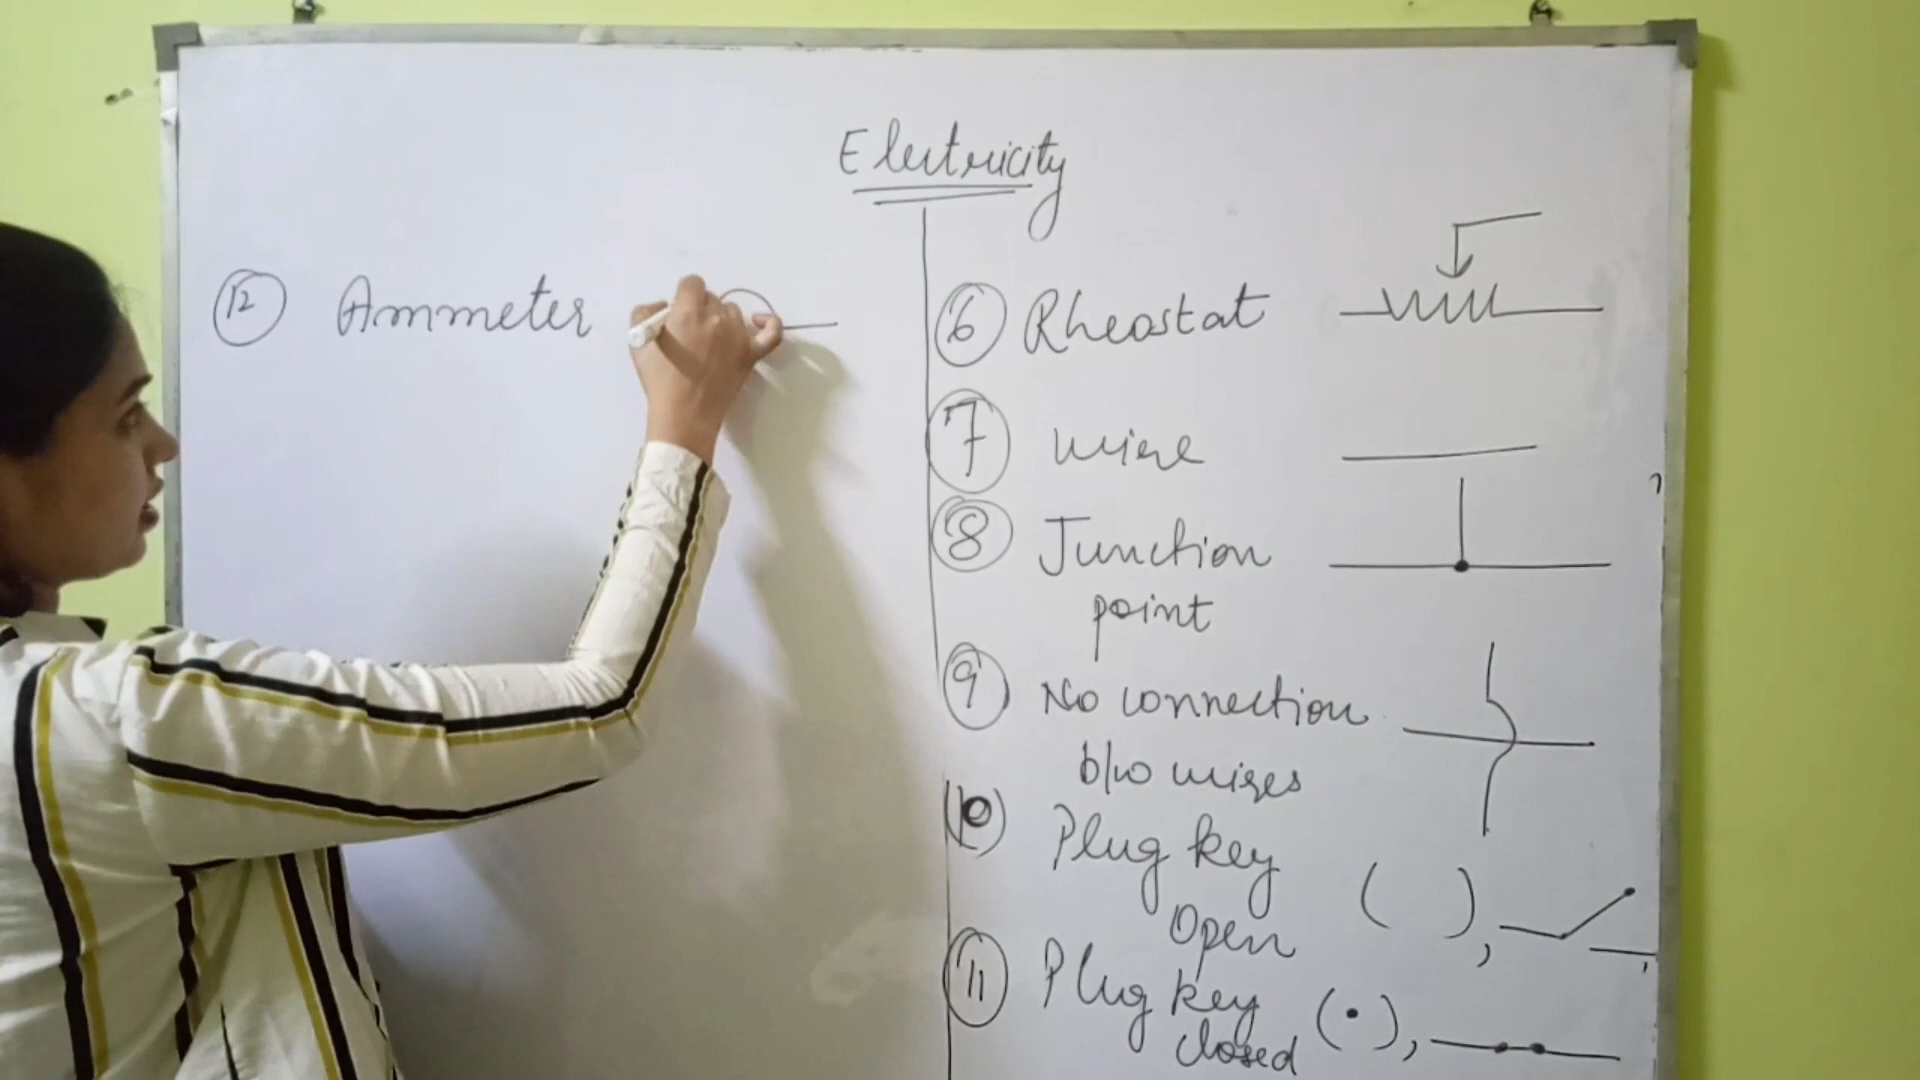 Electricity
12 Ammeter
6 Rheostat
7 wire
8 Junction
point
9 No connection
b/w wires
10 Plug key
Open
( ),
11 Plug key
closed
(•),